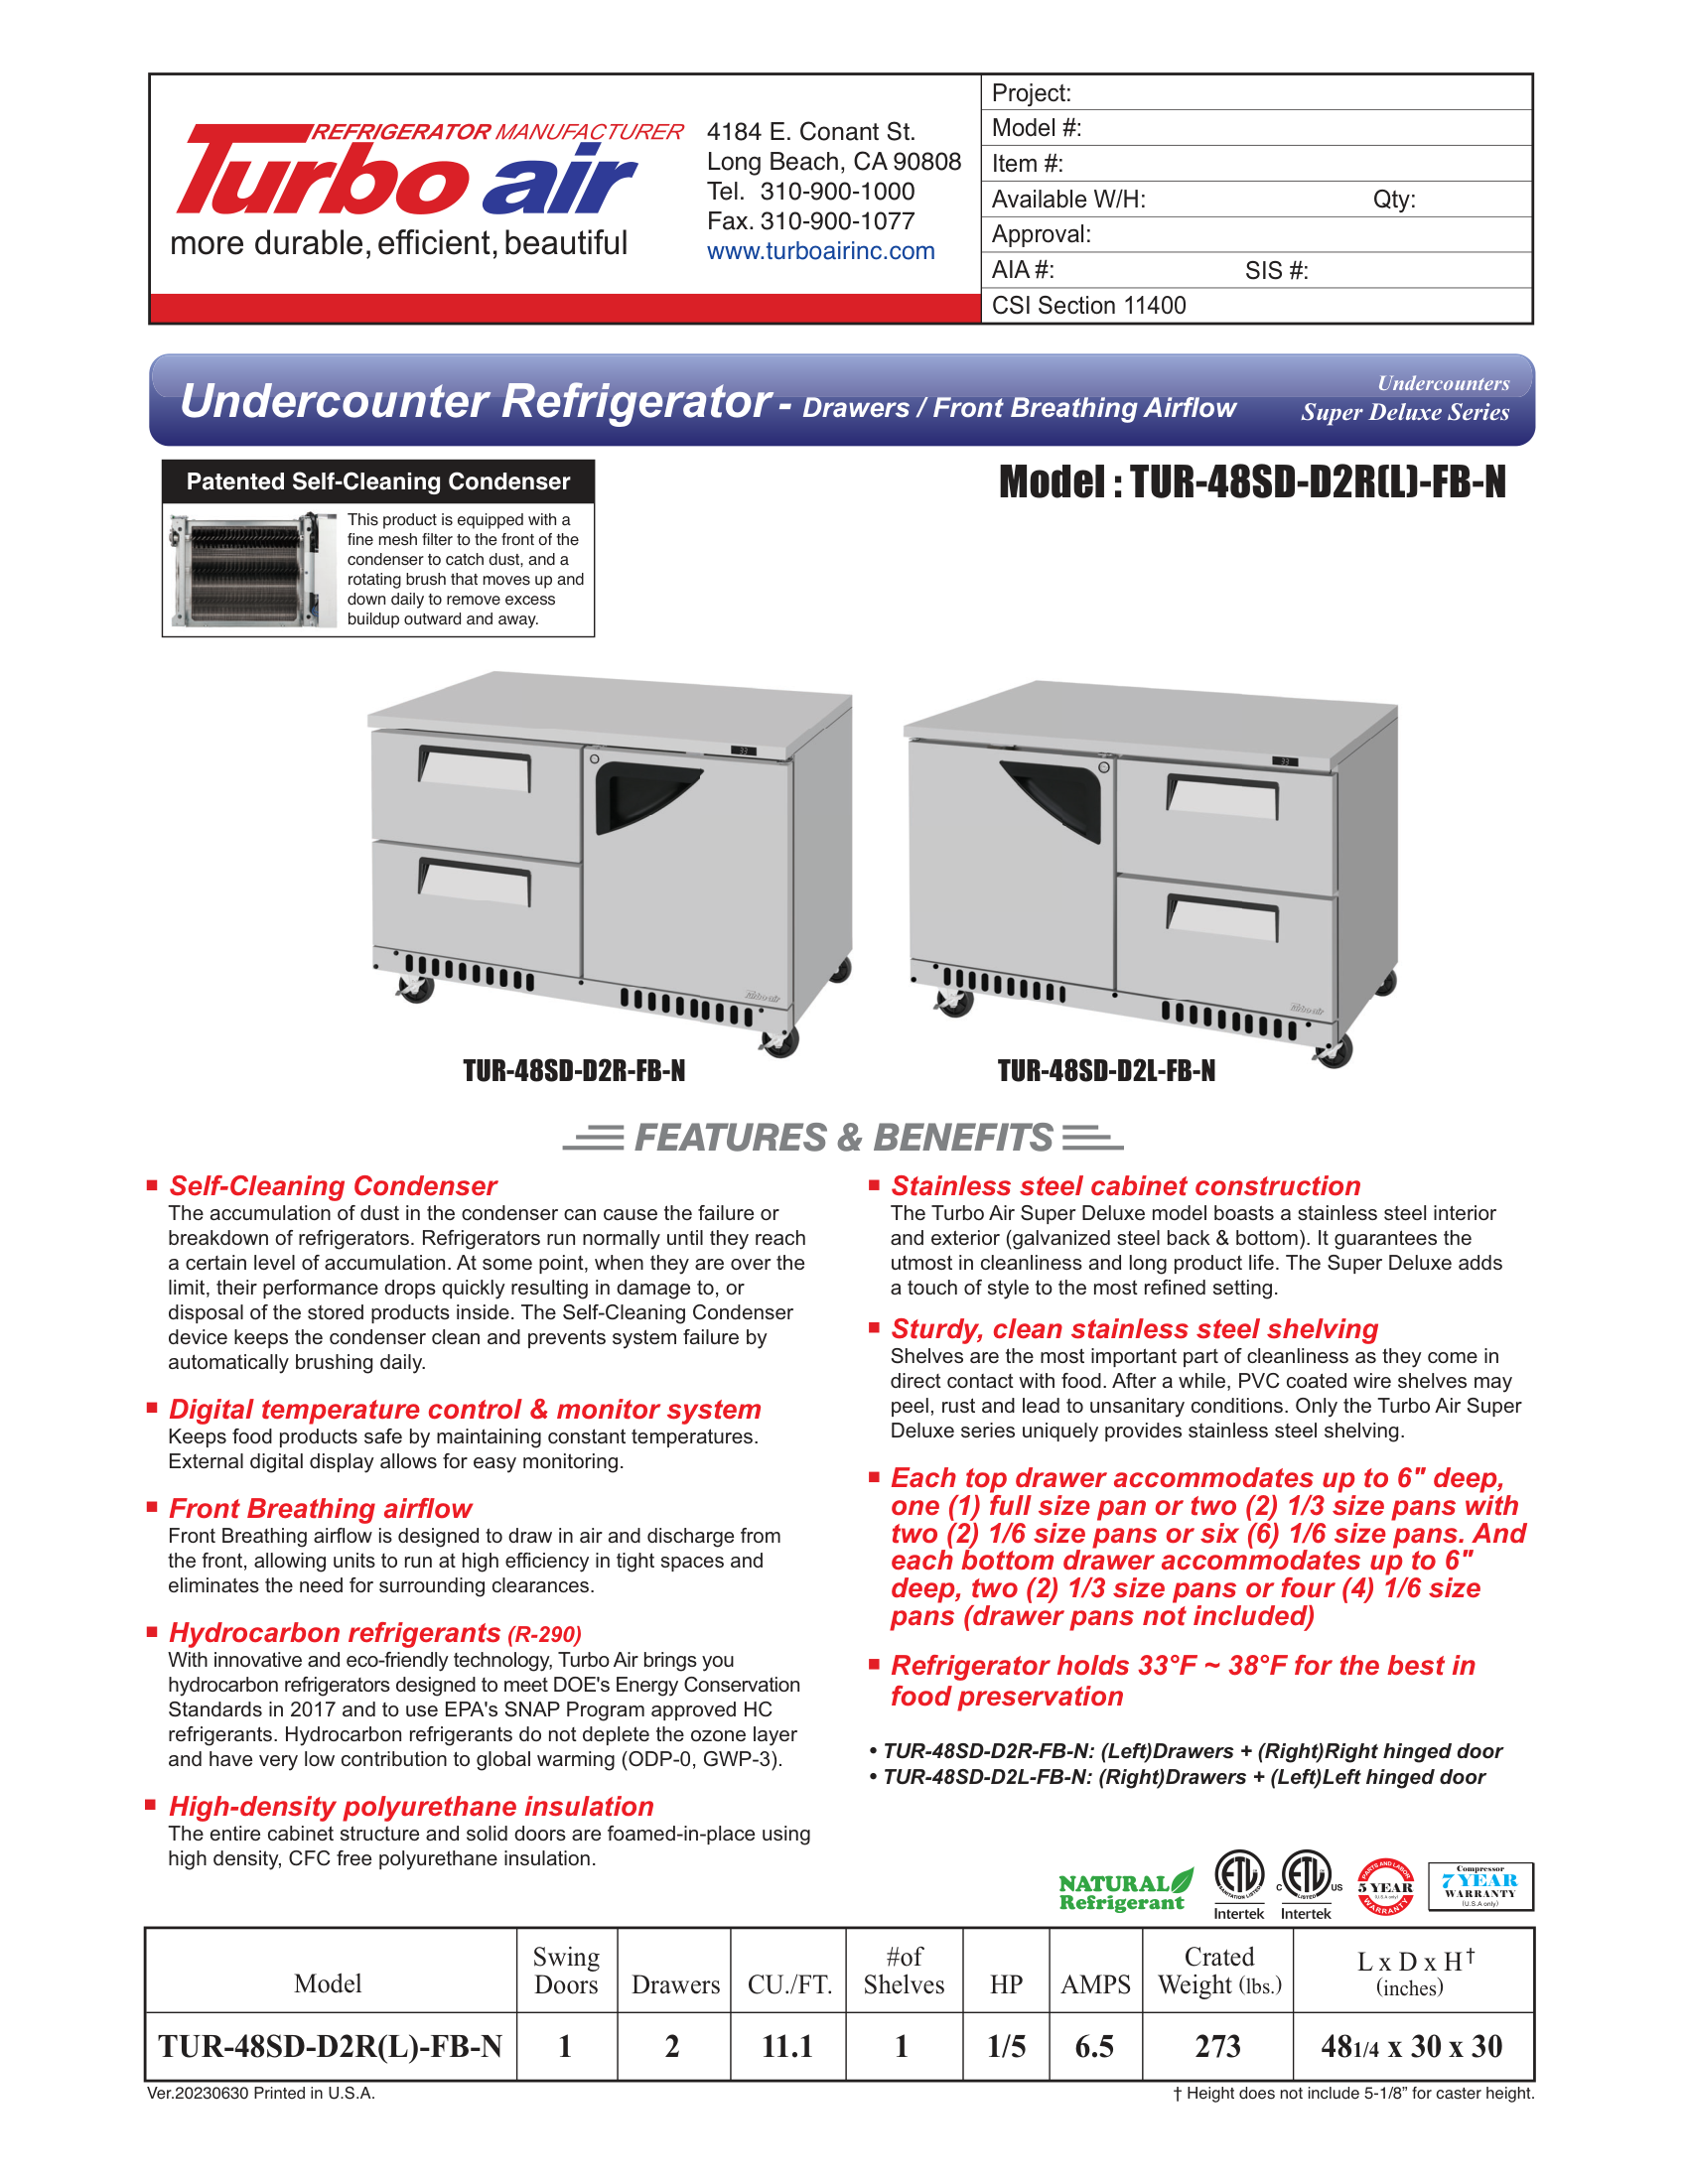 REFRIGERATOR MANUFACTURER
Turbo air
more durable, efficient, beautiful
4184 E. Conant St.
Long Beach, CA 90808
Tel. 310-900-1000
Fax. 310-900-1077
www.turboairinc.com
Project:
Model #:
Item #:
Available W/H: Qty:
Approval:
AIA #: SIS #:
CSI Section 11400
Undercounter Refrigerator - Drawers / Front Breathing Airflow
Undercounters
Super Deluxe Series
Patented Self-Cleaning Condenser
This product is equipped with a
fine mesh filter to the front of the
condenser to catch dust, and a
rotating brush that moves up and
down daily to remove excess
buildup outward and away.
Model : TUR-48SD-D2R(L)-FB-N
33
Turbo air
33
Turbo air
TUR-48SD-D2R-FB-N
TUR-48SD-D2L-FB-N
FEATURES & BENEFITS
Self-Cleaning Condenser
The accumulation of dust in the condenser can cause the failure or
breakdown of refrigerators. Refrigerators run normally until they reach
a certain level of accumulation. At some point, when they are over the
limit, their performance drops quickly resulting in damage to, or
disposal of the stored products inside. The Self-Cleaning Condenser
device keeps the condenser clean and prevents system failure by
automatically brushing daily.
Digital temperature control & monitor system
Keeps food products safe by maintaining constant temperatures.
External digital display allows for easy monitoring.
Front Breathing airflow
Front Breathing airflow is designed to draw in air and discharge from
the front, allowing units to run at high efficiency in tight spaces and
eliminates the need for surrounding clearances.
Hydrocarbon refrigerants (R-290)
With innovative and eco-friendly technology, Turbo Air brings you
hydrocarbon refrigerators designed to meet DOE's Energy Conservation
Standards in 2017 and to use EPA's SNAP Program approved HC
refrigerants. Hydrocarbon refrigerants do not deplete the ozone layer
and have very low contribution to global warming (ODP-0, GWP-3).
High-density polyurethane insulation
The entire cabinet structure and solid doors are foamed-in-place using
high density, CFC free polyurethane insulation.
Stainless steel cabinet construction
The Turbo Air Super Deluxe model boasts a stainless steel interior
and exterior (galvanized steel back & bottom). It guarantees the
utmost in cleanliness and long product life. The Super Deluxe adds
a touch of style to the most refined setting.
Sturdy, clean stainless steel shelving
Shelves are the most important part of cleanliness as they come in
direct contact with food. After a while, PVC coated wire shelves may
peel, rust and lead to unsanitary conditions. Only the Turbo Air Super
Deluxe series uniquely provides stainless steel shelving.
Each top drawer accommodates up to 6" deep,
one (1) full size pan or two (2) 1/3 size pans with
two (2) 1/6 size pans or six (6) 1/6 size pans. And
each bottom drawer accommodates up to 6"
deep, two (2) 1/3 size pans or four (4) 1/6 size
pans (drawer pans not included)
Refrigerator holds 33°F ~ 38°F for the best in
food preservation
• TUR-48SD-D2R-FB-N: (Left)Drawers + (Right)Right hinged door
• TUR-48SD-D2L-FB-N: (Right)Drawers + (Left)Left hinged door
NATURAL
Refrigerant
ETL
SANITATION LISTED
Intertek
C ETL US
LISTED
Intertek
PARTS AND LABOR
5 YEAR
(U.S.A only)
WARRANTY
Compressor
7 YEAR
WARRANTY
(U.S.A only)
Model Swing Doors Drawers CU./FT. #of Shelves HP AMPS Crated Weight (lbs.) L x D x H† (inches)
TUR-48SD-D2R(L)-FB-N 1 2 11.1 1 1/5 6.5 273 481/4 x 30 x 30
Ver.20230630 Printed in U.S.A.
† Height does not include 5-1/8” for caster height.